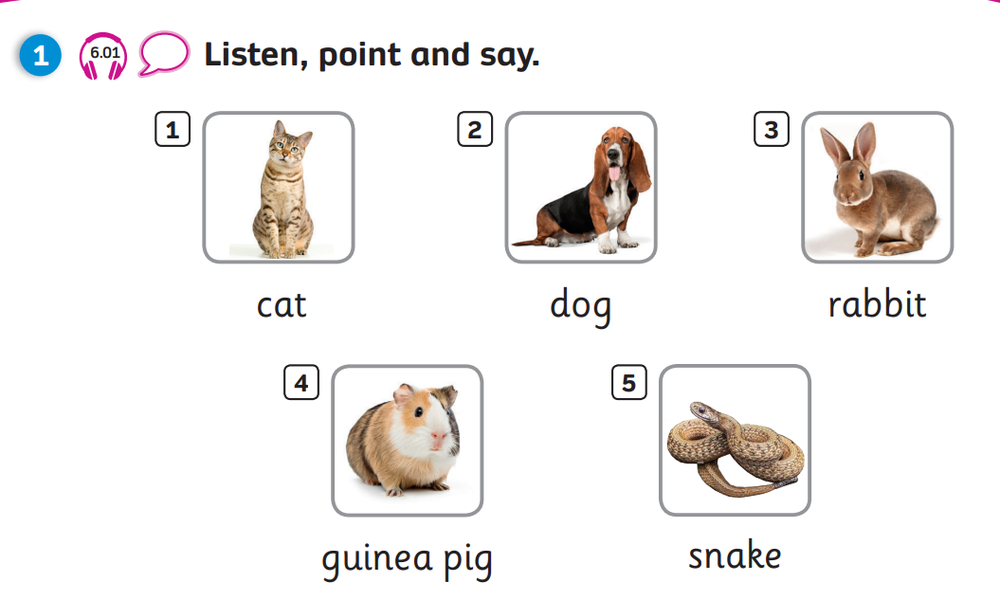 1 6.01 Listen, point and say.
1 2 3
cat dog rabbit
4 5
guinea pig snake